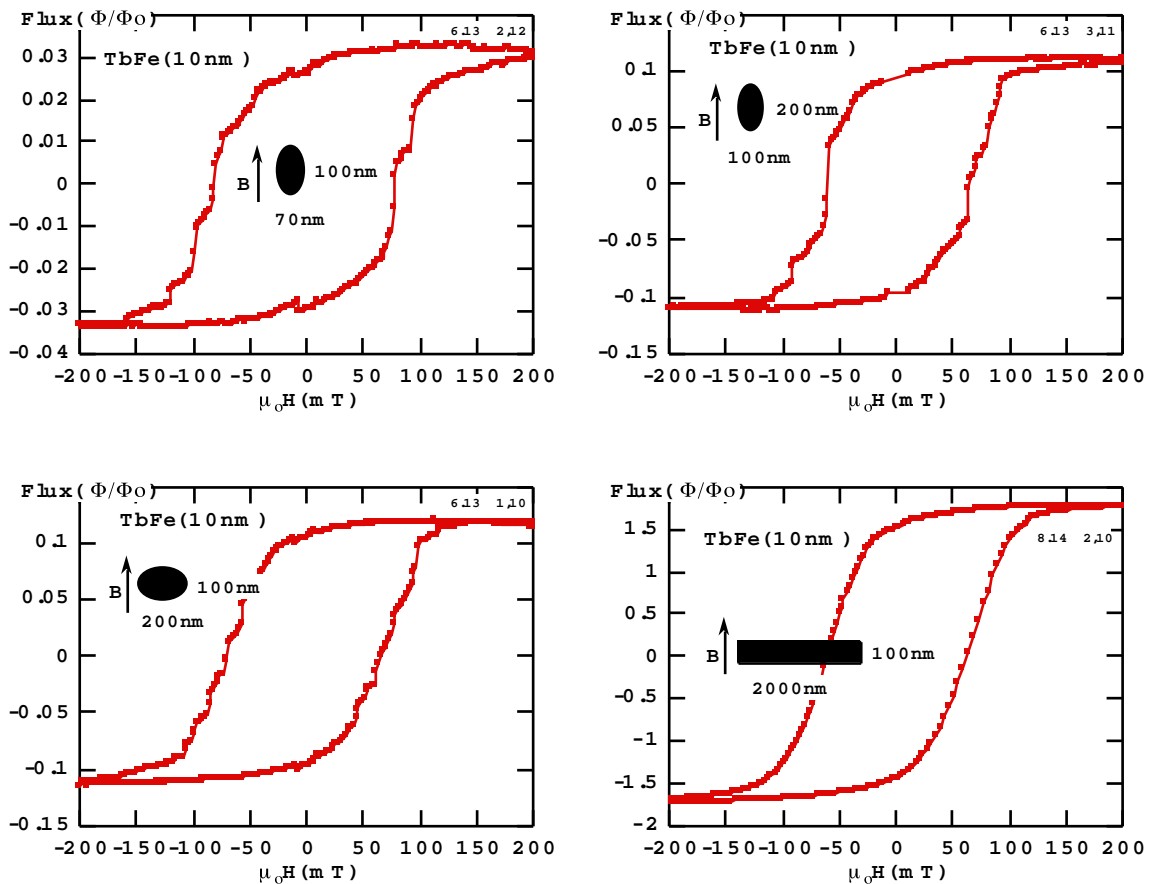 Flux(Φ/Φo)
6.13 2,12
TbFe(10nm)
0.03
0.02
0.01
0
-0.01
-0.02
-0.03
-0.04
B
100nm
70nm
-200 -150 -100 -50 0 50 100 150 200
μoH(mT)
Flux(Φ/Φo)
6.13 3,11
TbFe(10nm)
0.1
0.05
0
-0.05
-0.1
-0.15
B
200nm
100nm
-200 -150 -100 -50 0 50 100 150 200
μoH(mT)
Flux(Φ/Φo)
6.13 1,10
TbFe(10nm)
0.1
0.05
0
-0.05
-0.1
-0.15
B
100nm
200nm
-200 -150 -100 -50 0 50 100 150 200
μoH(mT)
Flux(Φ/Φo)
TbFe(10nm)
8.14 2,10
1.5
1
0.5
0
-0.5
-1
-1.5
-2
B
100nm
2000nm
-200 -150 -100 -50 0 50 100 150 200
μoH(mT)